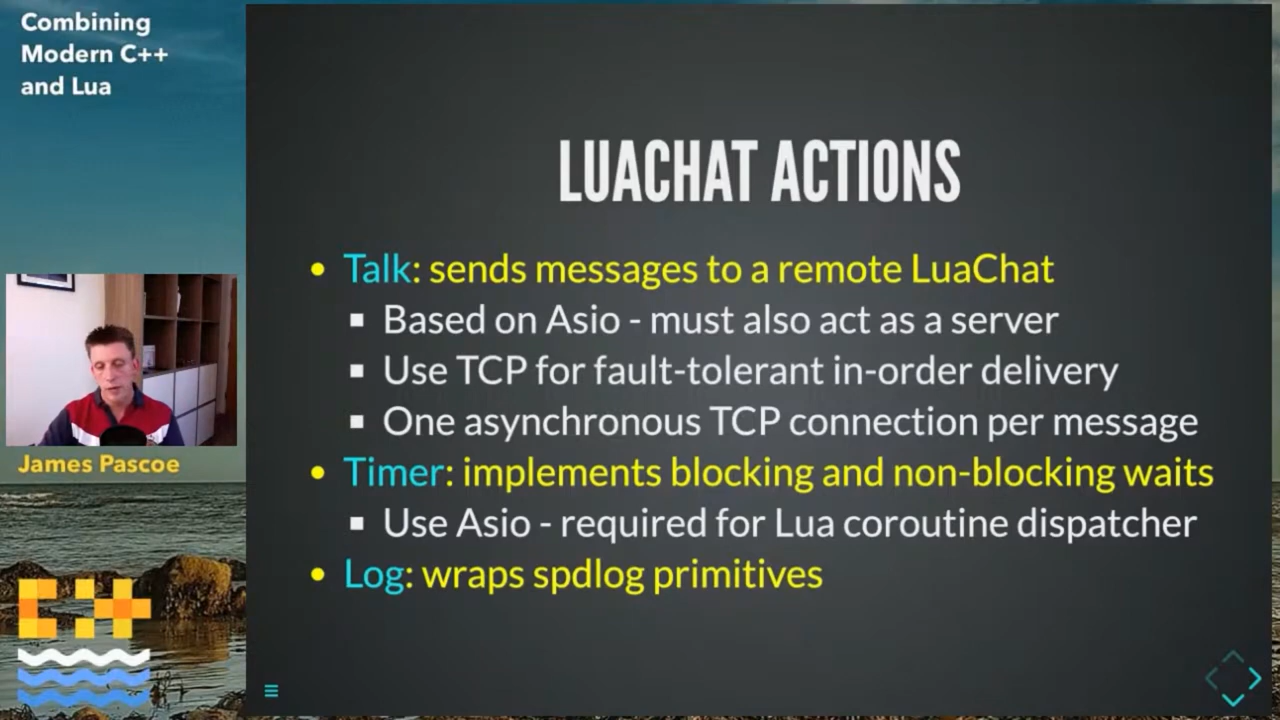 Combining
Modern C++
and Lua
LUACHAT ACTIONS
• Talk: sends messages to a remote LuaChat
▪ Based on Asio - must also act as a server
▪ Use TCP for fault-tolerant in-order delivery
▪ One asynchronous TCP connection per message
• Timer: implements blocking and non-blocking waits
▪ Use Asio - required for Lua coroutine dispatcher
• Log: wraps spdlog primitives
James Pascoe
C++